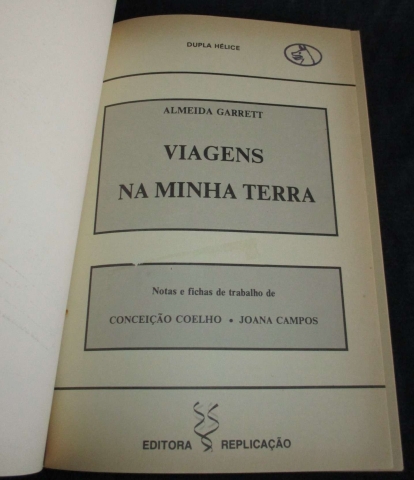 DUPLA HÉLICE
ALMEIDA GARRETT
VIAGENS
NA MINHA TERRA
Notas e fichas de trabalho de
CONCEIÇÃO COELHO • JOANA CAMPOS
EDITORA REPLICAÇÃO